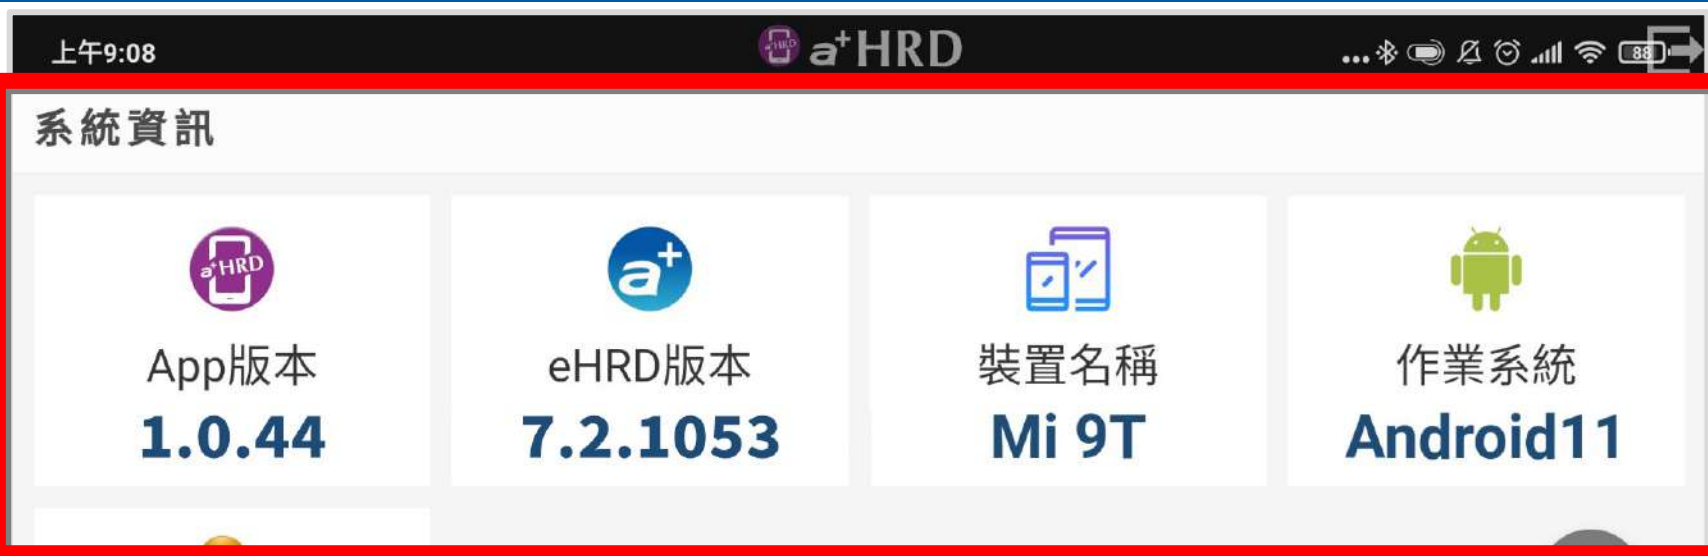 上午9:08
a+HRD
88
系統資訊
a+HRD
a+
App版本
eHRD版本
裝置名稱
作業系統
1.0.44
7.2.1053
Mi 9T
Android11